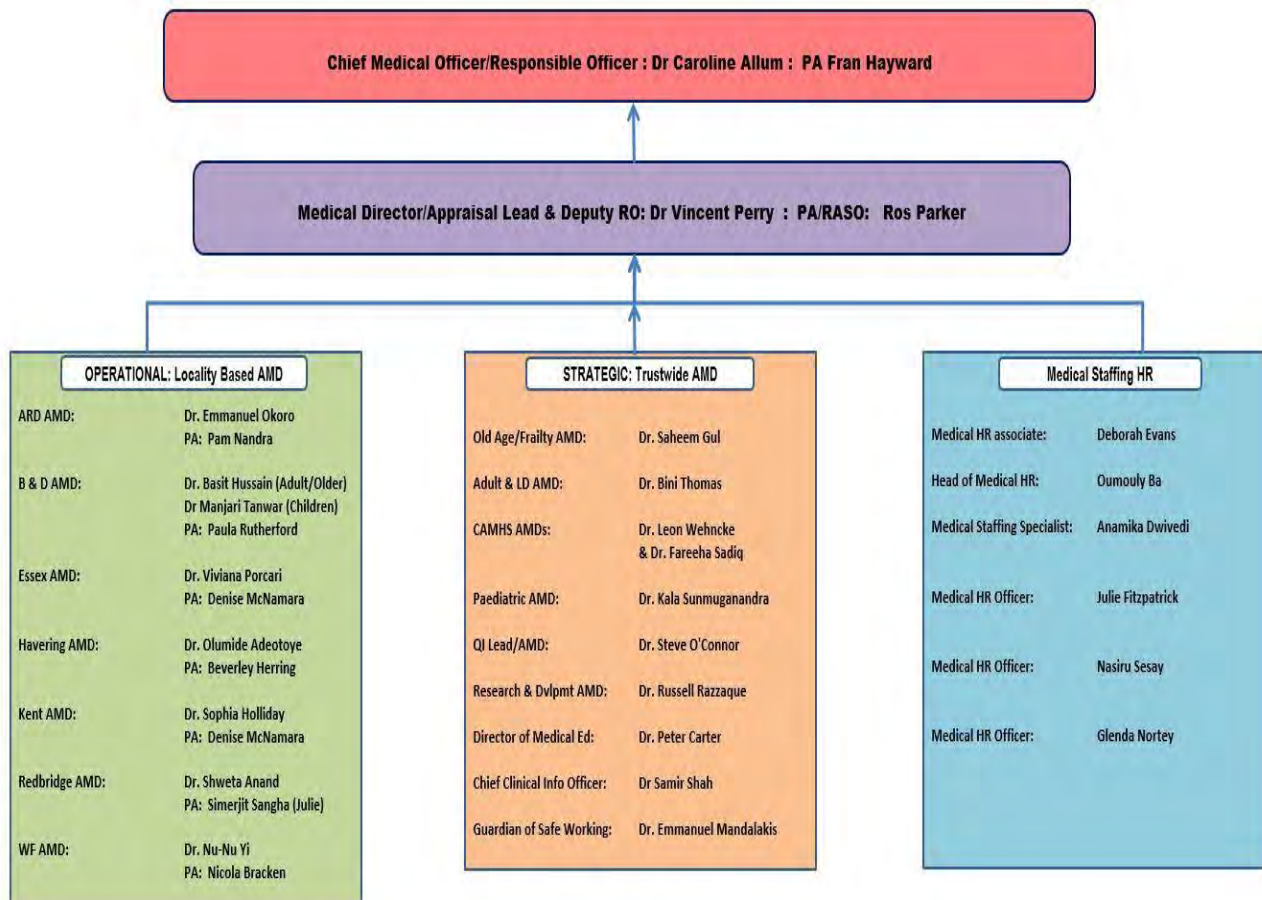 Chief Medical Officer/Responsible Officer : Dr Caroline Allum : PA Fran Hayward
Medical Director/Appraisal Lead & Deputy RO: Dr Vincent Perry : PA/RASO: Ros Parker
OPERATIONAL: Locality Based AMD
ARD AMD: Dr. Emmanuel Okoro
PA: Pam Nandra
B & D AMD: Dr. Basit Hussain (Adult/Older)
Dr Manjari Tanwar (Children)
PA: Paula Rutherford
Essex AMD: Dr. Viviana Porcari
PA: Denise McNamara
Havering AMD: Dr. Olumide Adeotoye
PA: Beverley Herring
Kent AMD: Dr. Sophia Holliday
PA: Denise McNamara
Redbridge AMD: Dr. Shweta Anand
PA: Simerjit Sangha (Julie)
WF AMD: Dr. Nu-Nu Yi
PA: Nicola Bracken
STRATEGIC: Trustwide AMD
Old Age/Frailty AMD: Dr. Saheem Gul
Adult & LD AMD: Dr. Bini Thomas
CAMHS AMDs: Dr. Leon Wehncke
& Dr. Fareeha Sadiq
Paediatric AMD: Dr. Kala Sunmuganandra
QI Lead/AMD: Dr. Steve O'Connor
Research & Dvlpmt AMD: Dr. Russell Razzaque
Director of Medical Ed: Dr. Peter Carter
Chief Clinical Info Officer: Dr Samir Shah
Guardian of Safe Working: Dr. Emmanuel Mandalakis
Medical Staffing HR
Medical HR associate: Deborah Evans
Head of Medical HR: Oumouly Ba
Medical Staffing Specialist: Anamika Dwivedi
Medical HR Officer: Julie Fitzpatrick
Medical HR Officer: Nasiru Sesay
Medical HR Officer: Glenda Nortey